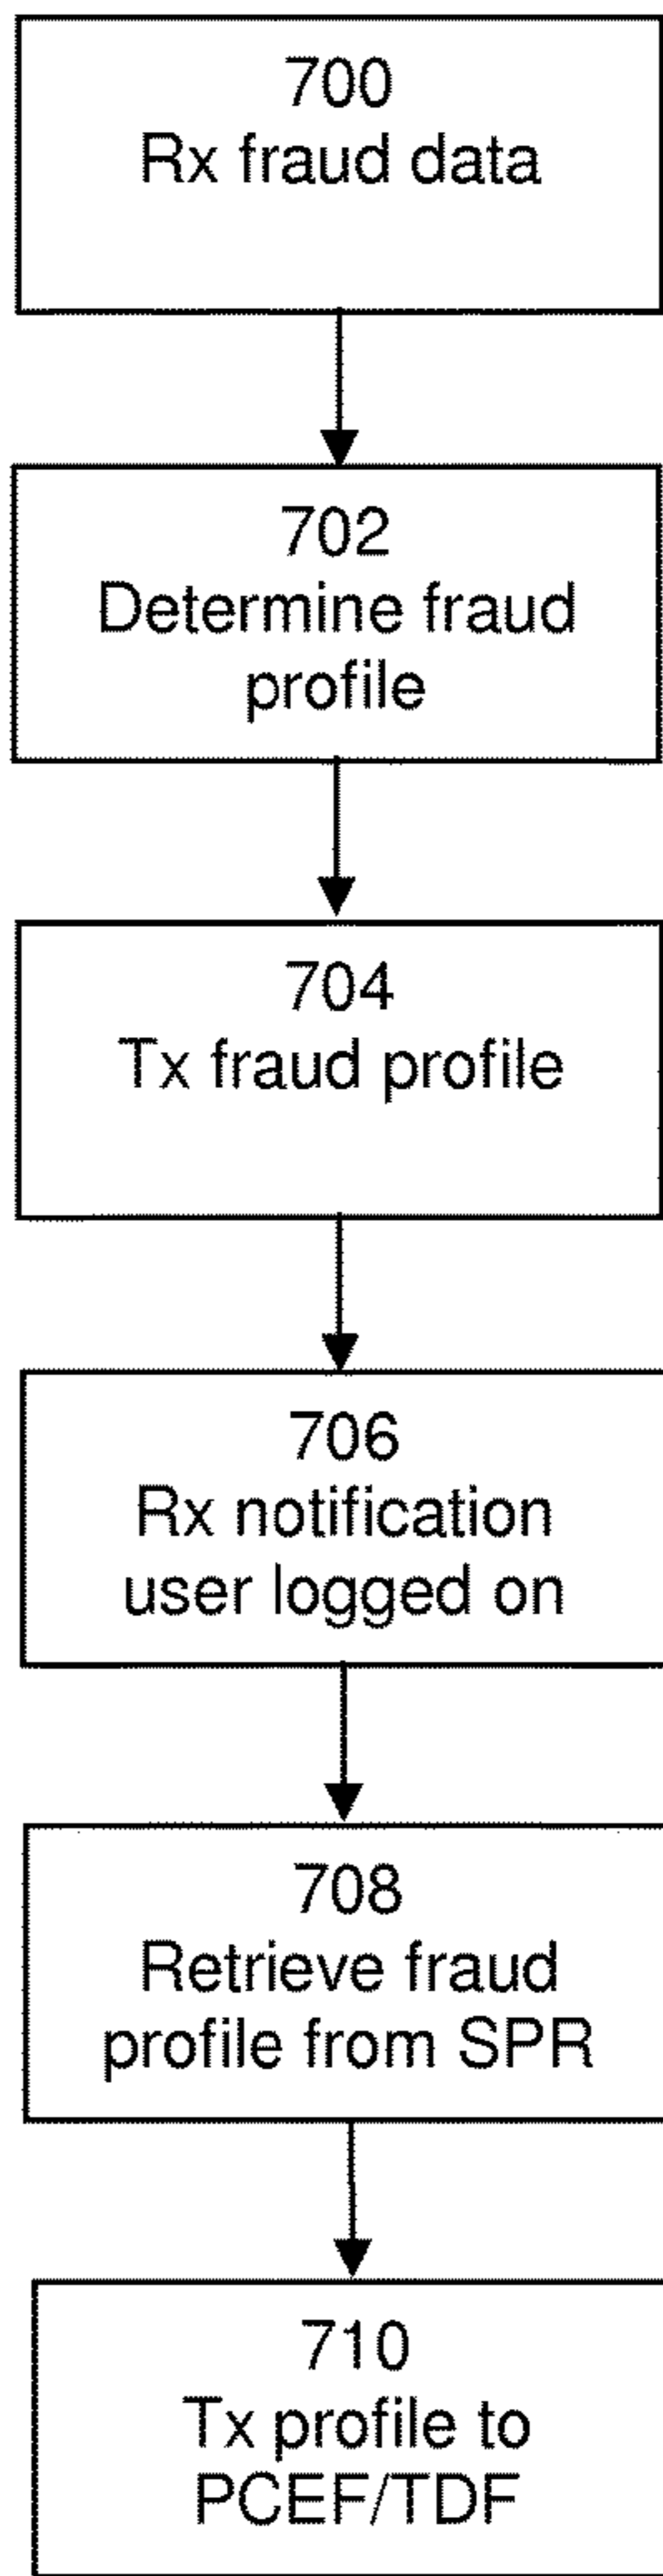 700
Rx fraud data
702
Determine fraud
profile
704
Tx fraud profile
706
Rx notification
user logged on
708
Retrieve fraud
profile from SPR
710
Tx profile to
PCEF/TDF